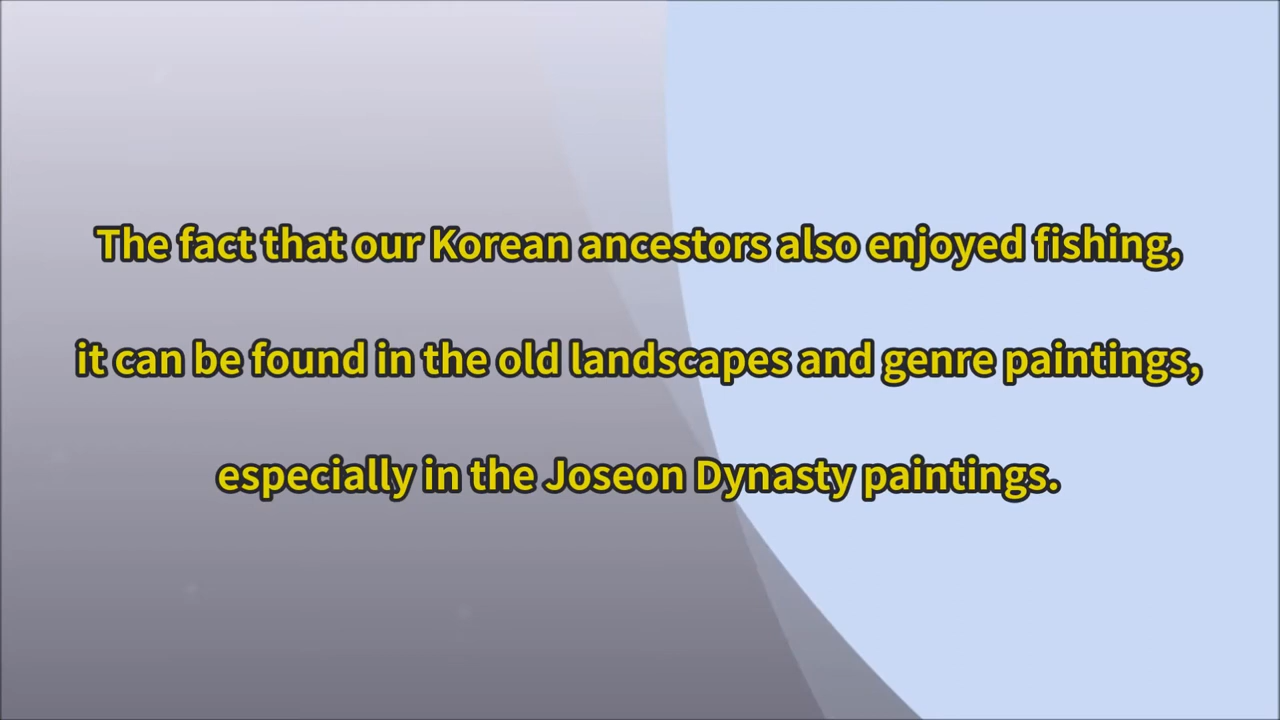 The fact that our Korean ancestors also enjoyed fishing,
it can be found in the old landscapes and genre paintings,
especially in the Joseon Dynasty paintings.